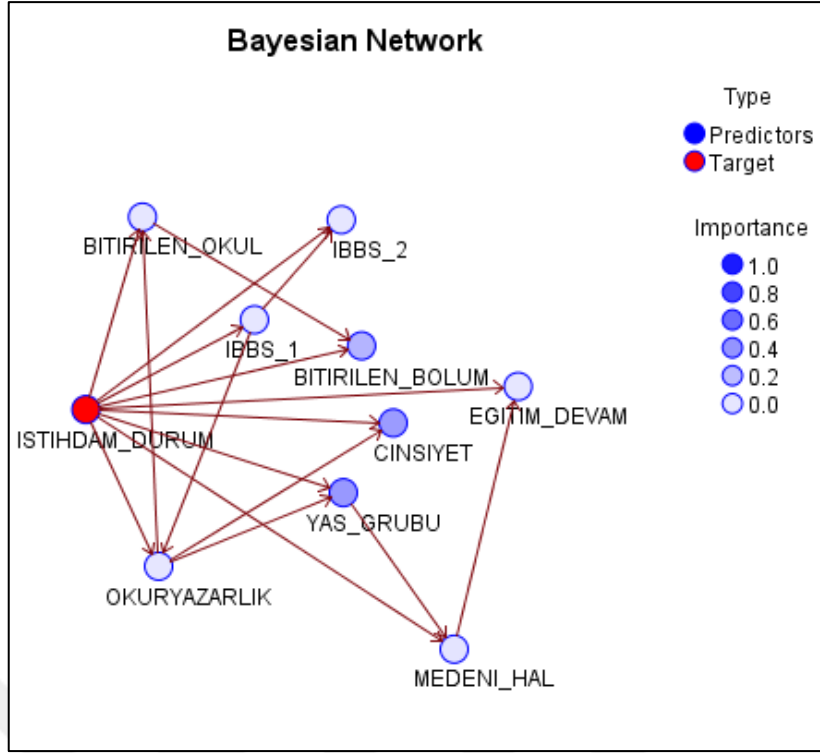 Bayesian Network
Type
Predictors
Target
Importance
1.0
0.8
0.6
0.4
0.2
0.0
BITIRILEN_OKUL
IBBS_2
IBBS_1
BITIRILEN_BOLUM
EGITIM_DEVAM
ISTIHDAM_DURUM
CINSIYET
YAS_GRUBU
OKURYAZARLIK
MEDENI_HAL